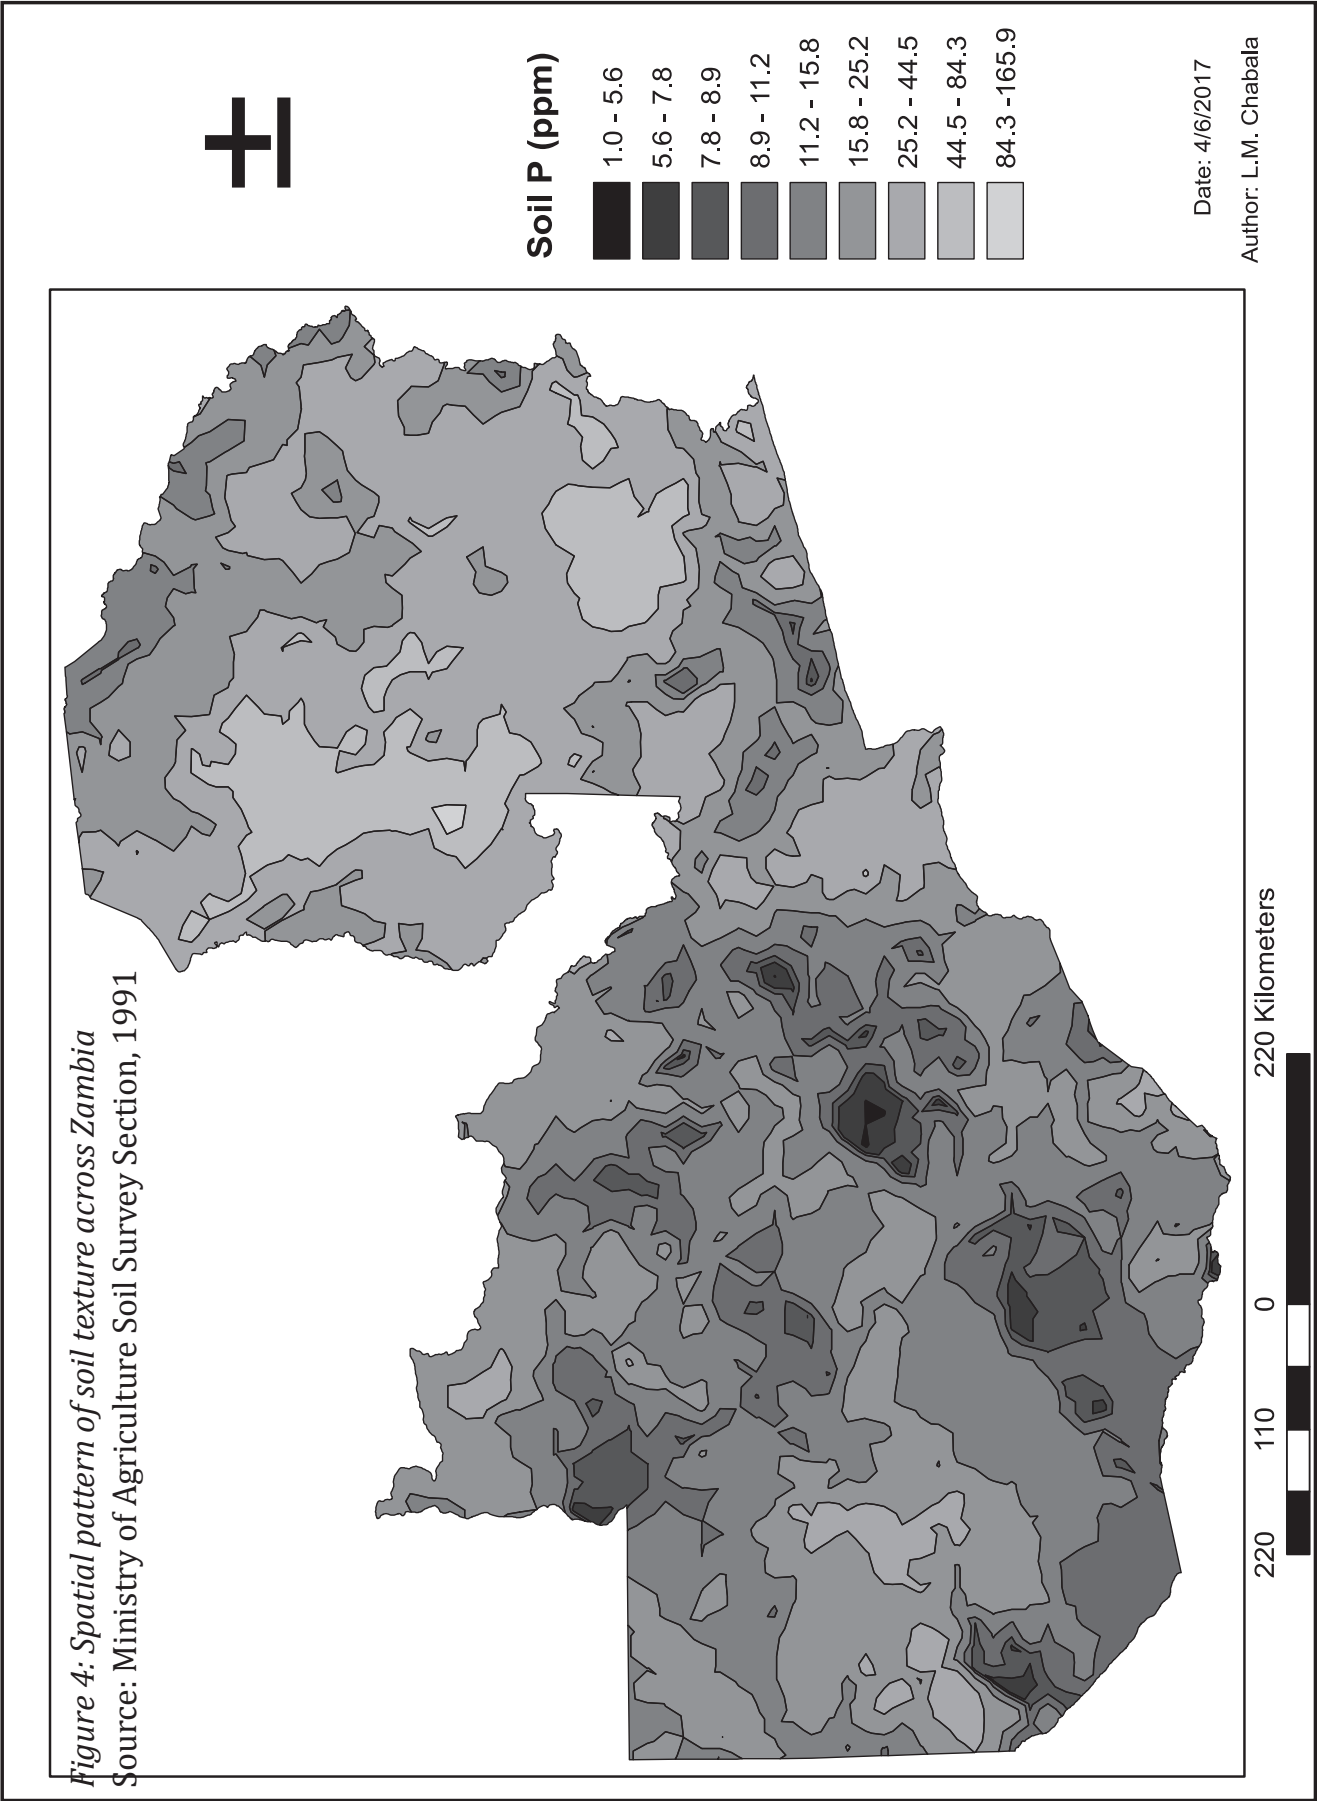 Figure 4: Spatial pattern of soil texture across Zambia
Source: Ministry of Agriculture Soil Survey Section, 1991
Soil P (ppm)
1.0 - 5.6
5.6 - 7.8
7.8 - 8.9
8.9 - 11.2
11.2 - 15.8
15.8 - 25.2
25.2 - 44.5
44.5 - 84.3
84.3 -165.9
Date: 4/6/2017
Author: L.M. Chabala
220 110 0 220 Kilometers